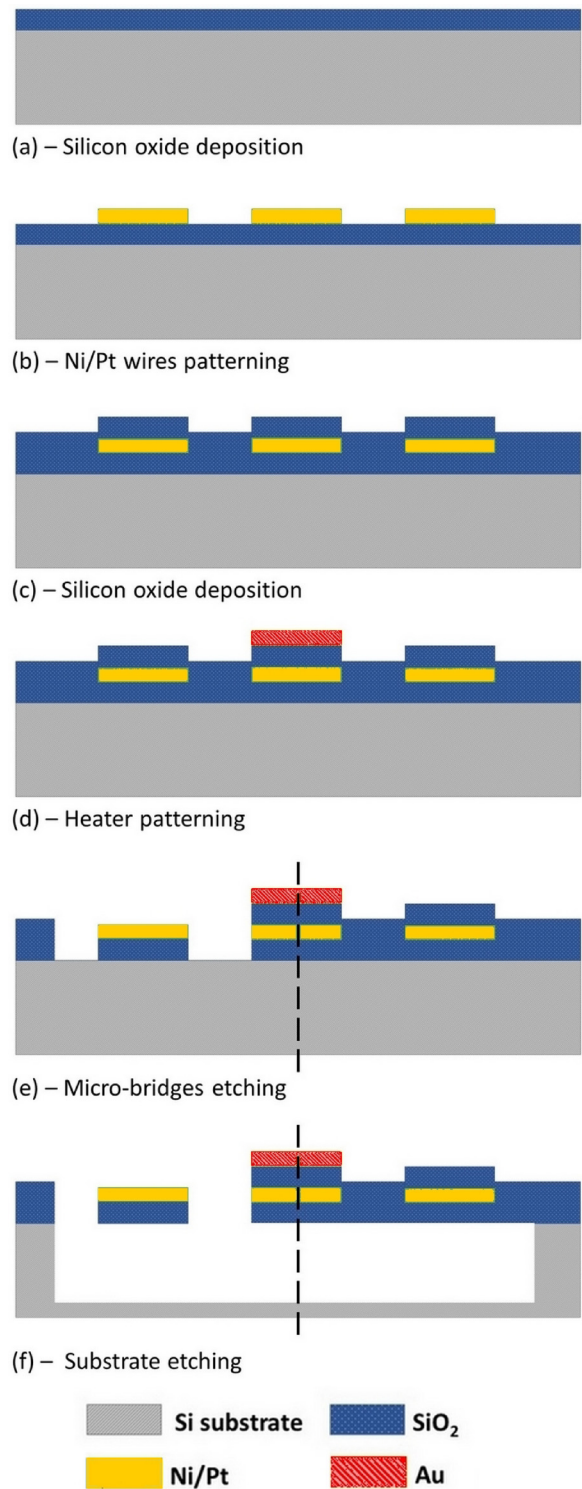 (a) – Silicon oxide deposition
(b) – Ni/Pt wires patterning
(c) – Silicon oxide deposition
(d) – Heater patterning
(e) – Micro-bridges etching
(f) – Substrate etching
Si substrate SiO₂
Ni/Pt Au